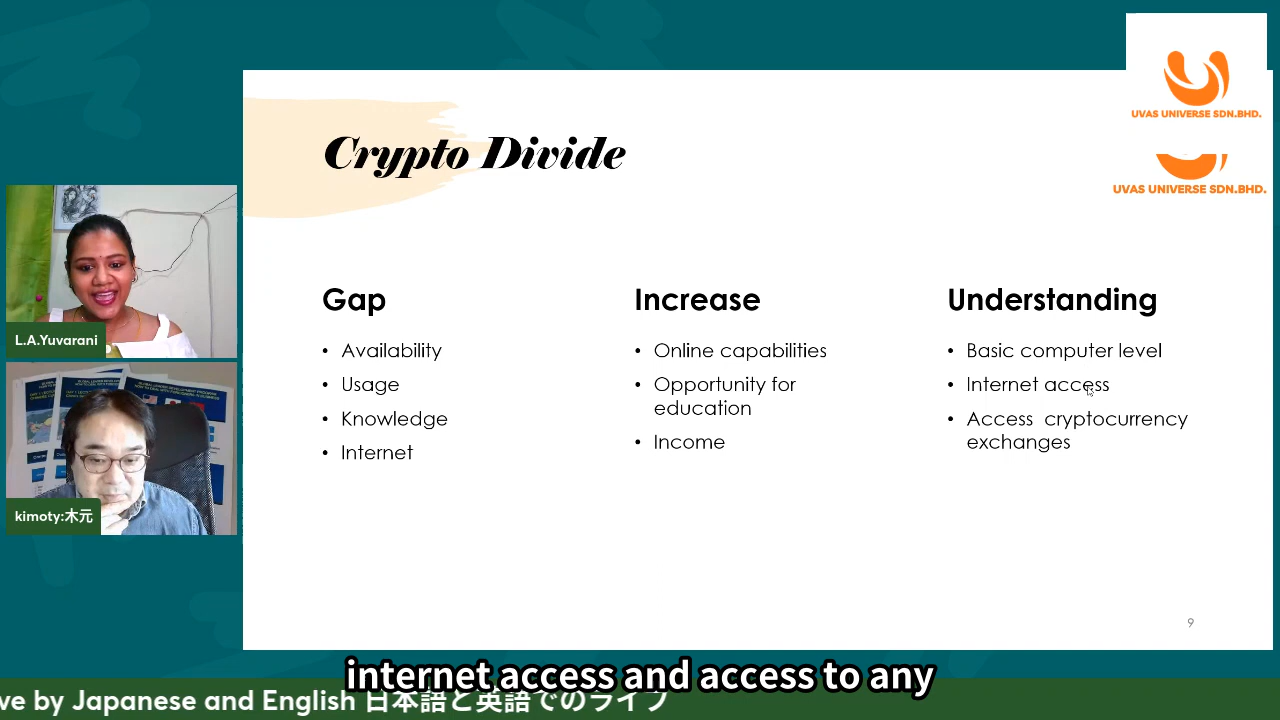 UVAS UNIVERSE SDN.BHD.
UVAS UNIVERSE SDN.BHD.
Crypto Divide
Gap
• Availability
• Usage
• Knowledge
• Internet
Increase
• Online capabilities
• Opportunity for
education
• Income
Understanding
• Basic computer level
• Internet access
• Access cryptocurrency
exchanges
9
L.A.Yuvarani
kimoty:木元
internet access and access to any
ve by Japanese and English 日本語と英語でのライブ